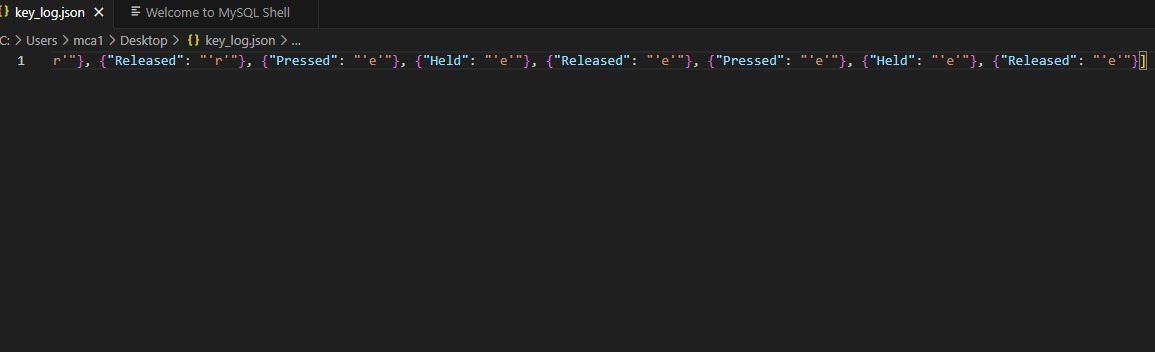 {} key_log.json × Welcome to MySQL Shell
C: > Users > mca1 > Desktop > {} key_log.json > ...
1 r'"}, {"Released": "'r'"}, {"Pressed": "'e'"}, {"Held": "'e'"}, {"Released": "'e'"}, {"Pressed": "'e'"}, {"Held": "'e'"}, {"Released": "'e'"}]